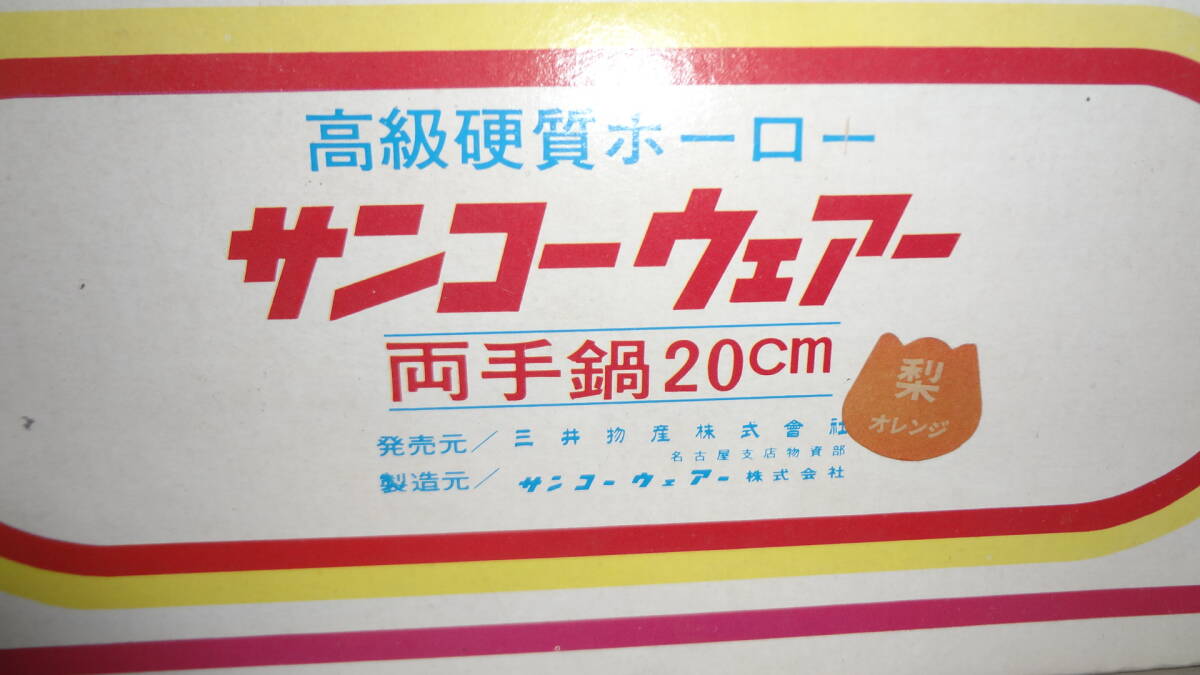 高級硬質ホーロー
サンコーウェアー
両手鍋20cm
梨
オレンジ
発売元／三井物産株式會社
名古屋支店物資部
製造元／サンコーウェアー株式会社